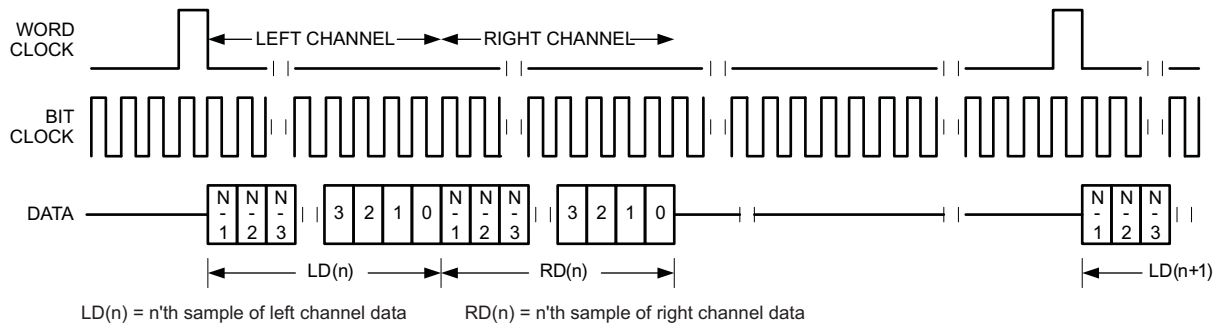 WORD CLOCK
LEFT CHANNEL
RIGHT CHANNEL
BIT CLOCK
DATA
N-1 N-2 N-3 3 2 1 0 N-1 N-2 N-3 3 2 1 0 N-1 N-2 N-3
LD(n) RD(n) LD(n+1)
LD(n) = n'th sample of left channel data RD(n) = n'th sample of right channel data